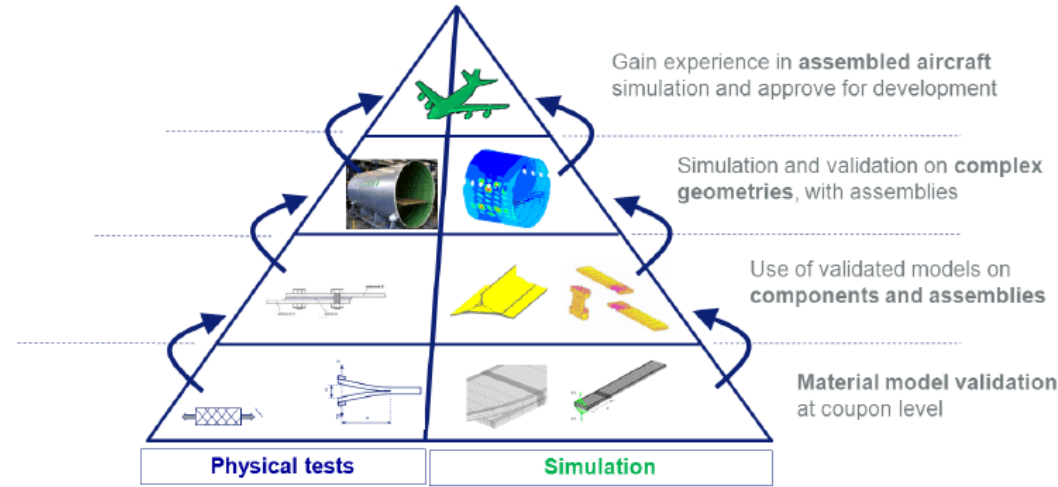 Gain experience in assembled aircraft
simulation and approve for development
Simulation and validation on complex
geometries, with assemblies
Use of validated models on
components and assemblies
Material model validation
at coupon level
Physical tests
Simulation